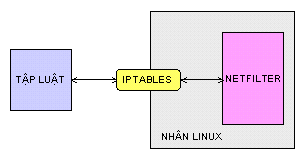 TẬP LUẬT
IPTABLES
NETFILTER
NHÂN LINUX